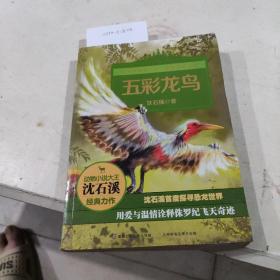 五彩龙鸟
沈石溪◎著
动物小说大王
沈石溪
经典力作
沈石溪首度探寻恐龙世界
用爱与温情诠释侏罗纪飞天奇迹